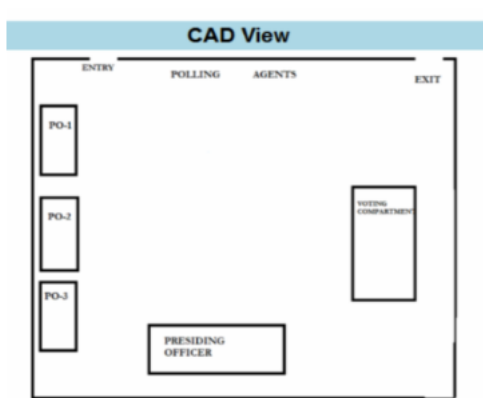 CAD View
ENTRY
POLLING AGENTS
EXIT
PO-1
PO-2
VOTING
COMPARTMENT
PO-3
PRESIDING
OFFICER